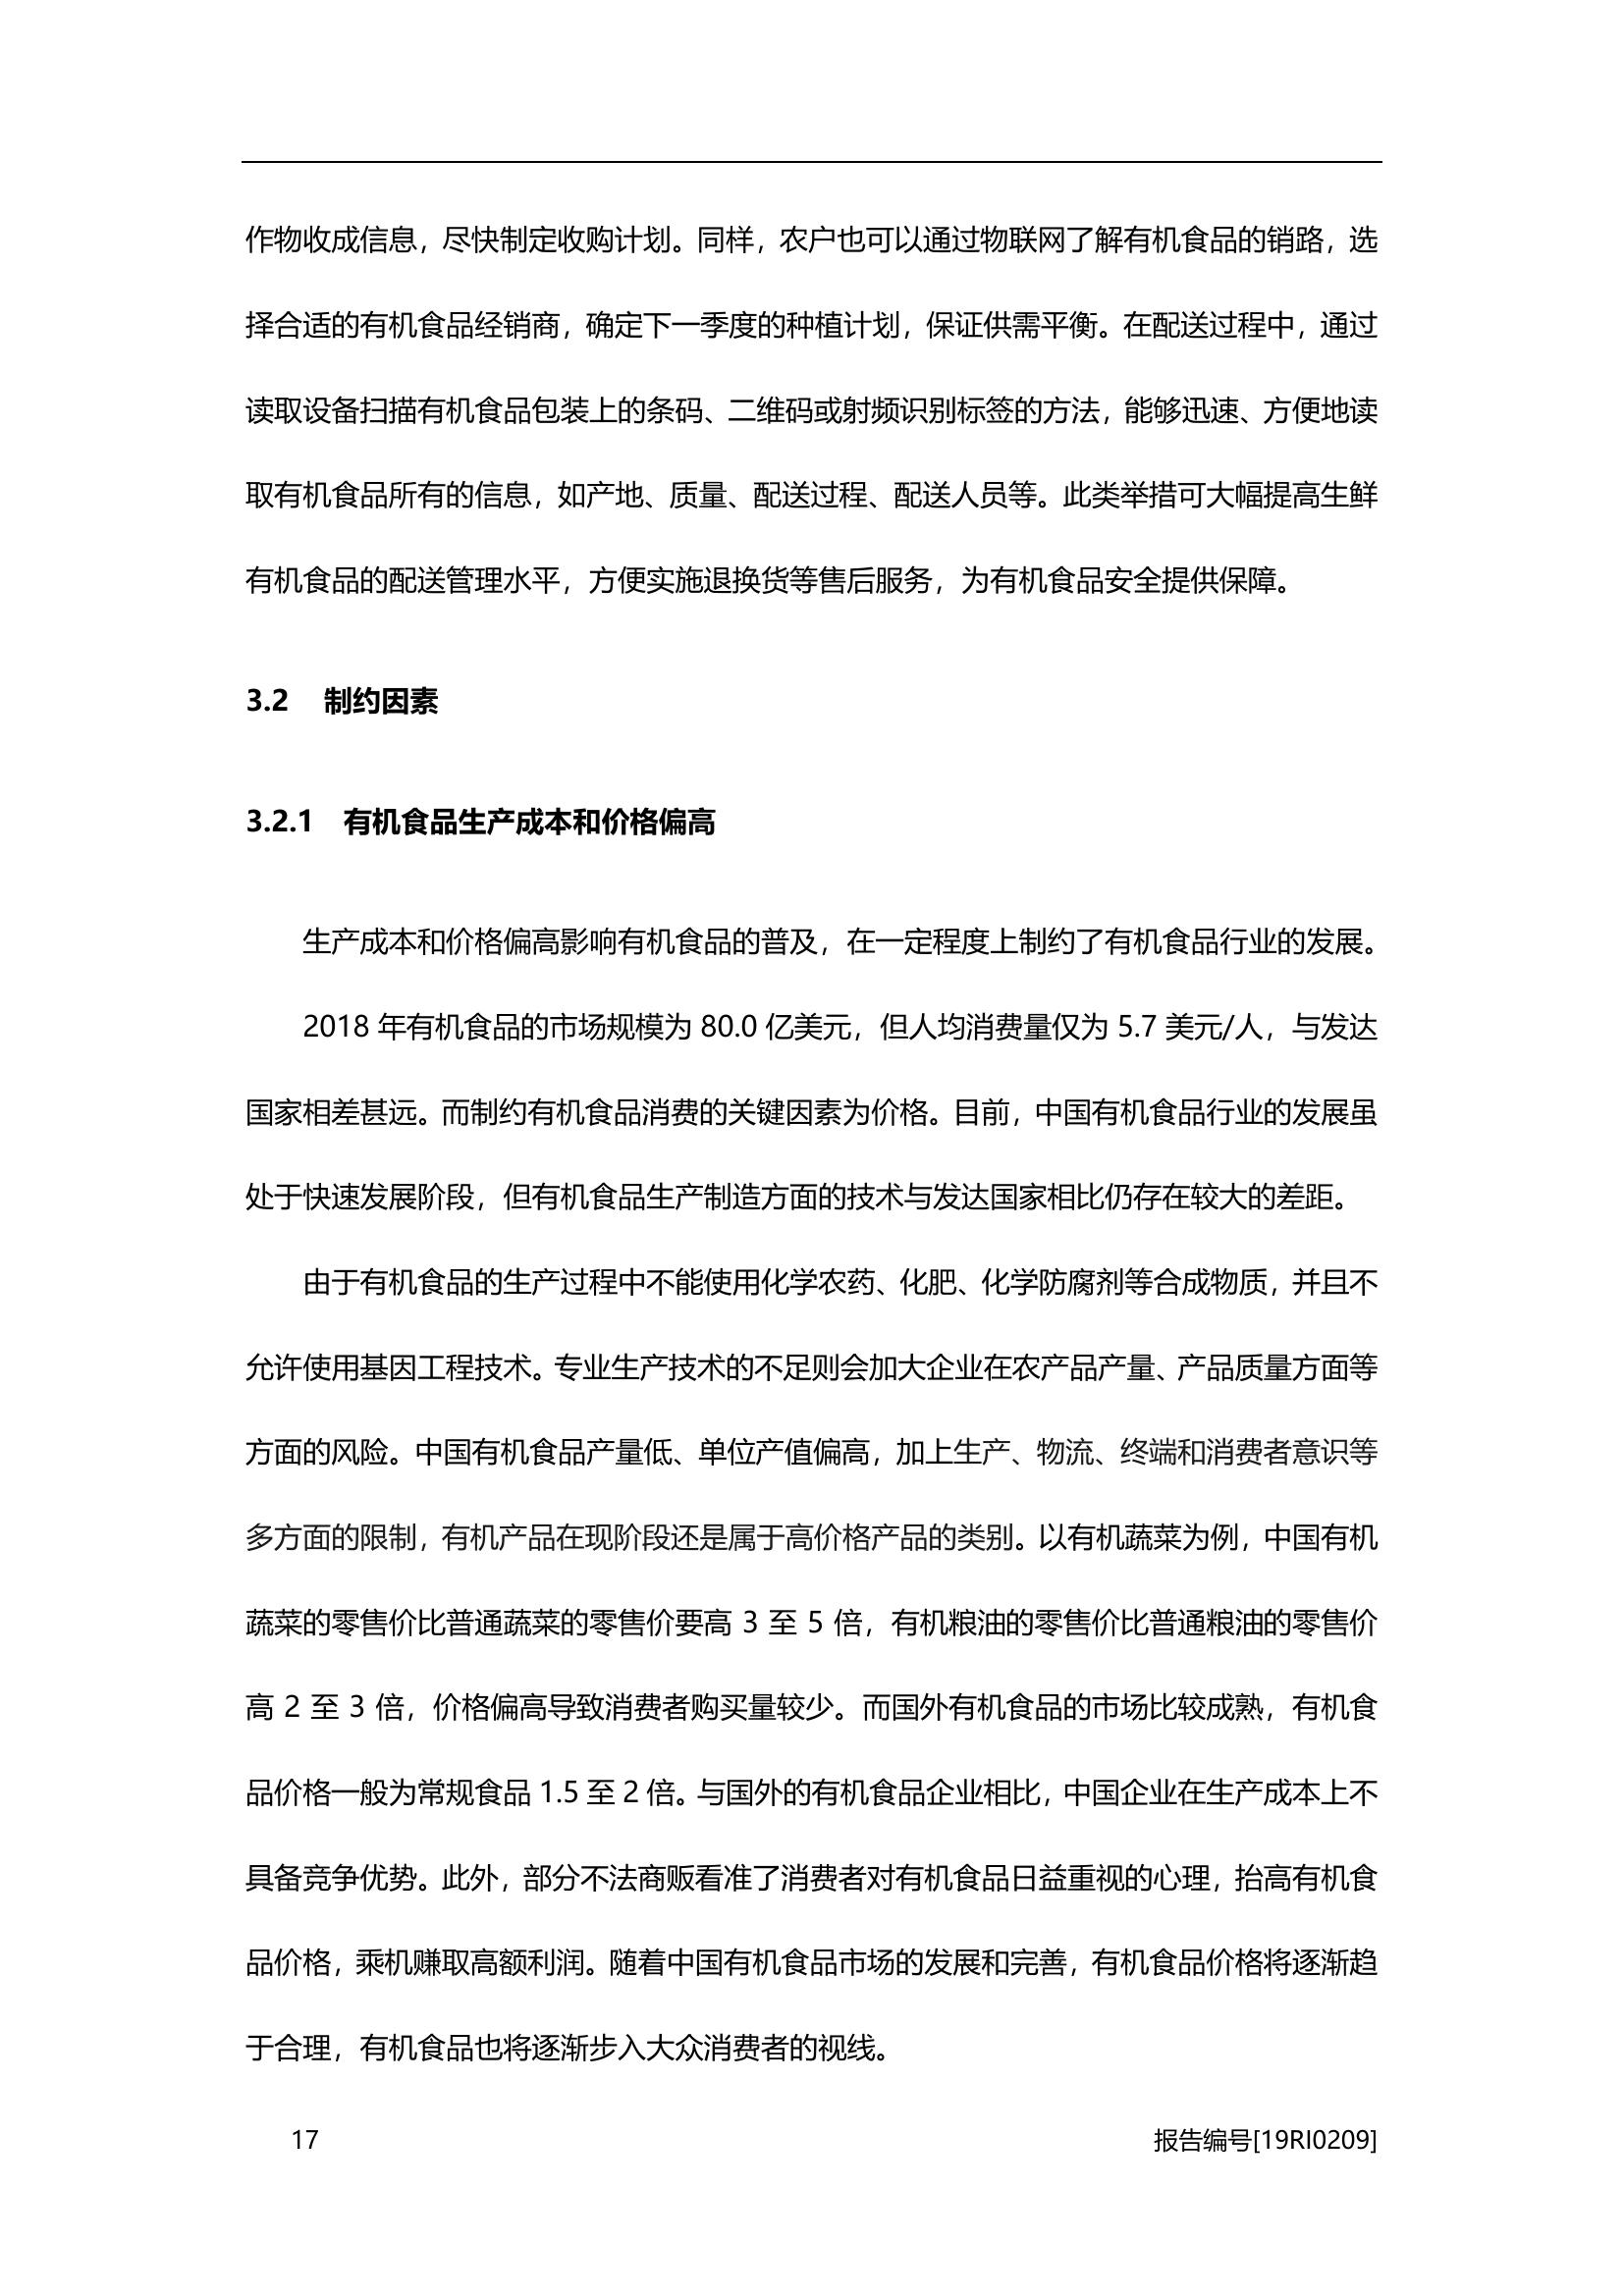 作物收成信息，尽快制定收购计划。同样，农户也可以通过物联网了解有机食品的销路，选
择合适的有机食品经销商，确定下一季度的种植计划，保证供需平衡。在配送过程中，通过
读取设备扫描有机食品包装上的条码、二维码或射频识别标签的方法，能够迅速、方便地读
取有机食品所有的信息，如产地、质量、配送过程、配送人员等。此类举措可大幅提高生鲜
有机食品的配送管理水平，方便实施退换货等售后服务，为有机食品安全提供保障。
3.2 制约因素
3.2.1 有机食品生产成本和价格偏高
生产成本和价格偏高影响有机食品的普及，在一定程度上制约了有机食品行业的发展。
2018 年有机食品的市场规模为 80.0 亿美元，但人均消费量仅为 5.7 美元/人，与发达
国家相差甚远。而制约有机食品消费的关键因素为价格。目前，中国有机食品行业的发展虽
处于快速发展阶段，但有机食品生产制造方面的技术与发达国家相比仍存在较大的差距。
由于有机食品的生产过程中不能使用化学农药、化肥、化学防腐剂等合成物质，并且不
允许使用基因工程技术。专业生产技术的不足则会加大企业在农产品产量、产品质量方面等
方面的风险。中国有机食品产量低、单位产值偏高，加上生产、物流、终端和消费者意识等
多方面的限制，有机产品在现阶段还是属于高价格产品的类别。以有机蔬菜为例，中国有机
蔬菜的零售价比普通蔬菜的零售价要高 3 至 5 倍，有机粮油的零售价比普通粮油的零售价
高 2 至 3 倍，价格偏高导致消费者购买量较少。而国外有机食品的市场比较成熟，有机食
品价格一般为常规食品 1.5 至 2 倍。与国外的有机食品企业相比，中国企业在生产成本上不
具备竞争优势。此外，部分不法商贩看准了消费者对有机食品日益重视的心理，抬高有机食
品价格，乘机赚取高额利润。随着中国有机食品市场的发展和完善，有机食品价格将逐渐趋
于合理，有机食品也将逐渐步入大众消费者的视线。
17 报告编号[19RI0209]